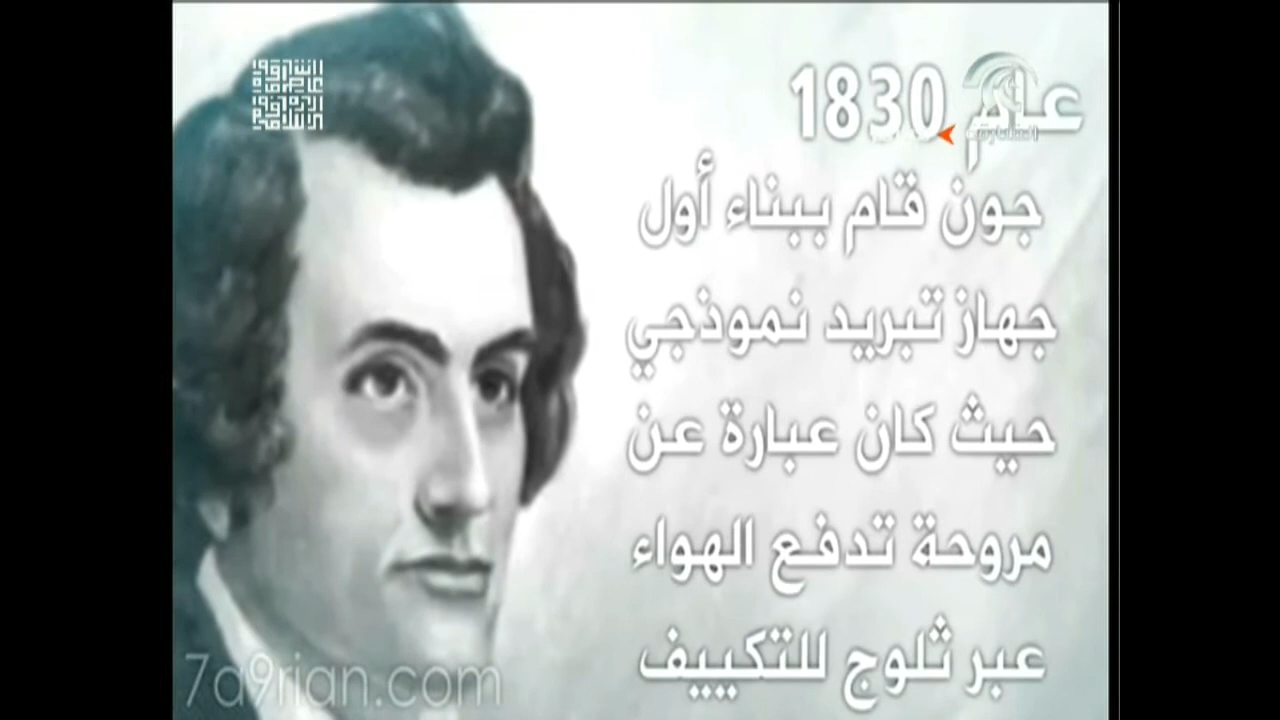 عام 1830
جون قام ببناء أول
جهاز تبريد نموذجي
حيث كان عبارة عن
مروحة تدفع الهواء
عبر ثلوج للتكييف
الشارقة
7a9rian.com